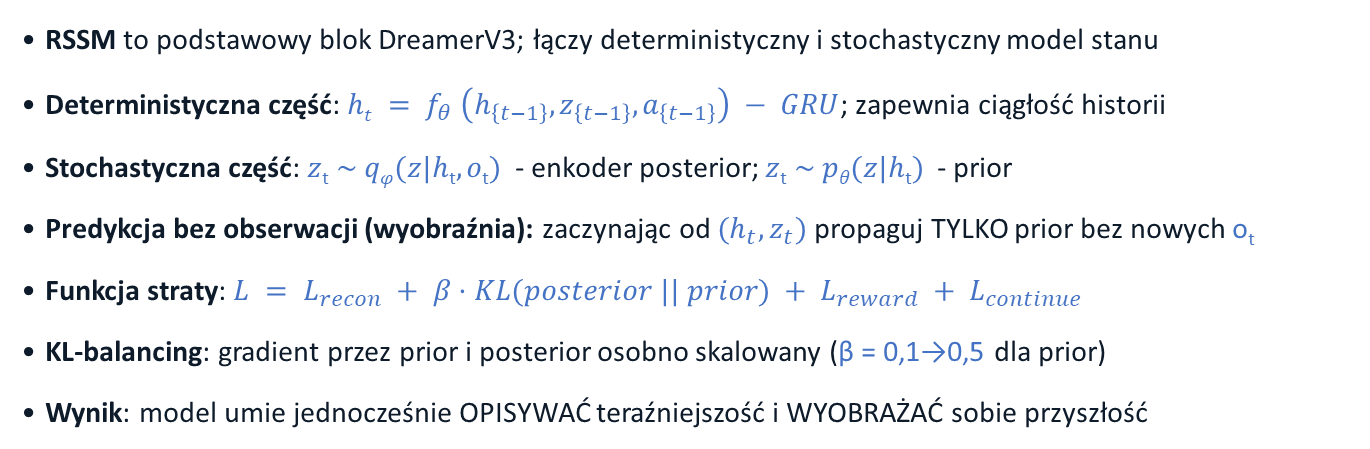 • RSSM to podstawowy blok DreamerV3; łączy deterministyczny i stochastyczny model stanu
• Deterministyczna część: h_t = f_θ (h_{t−1}, z_{t−1}, a_{t−1}) − GRU; zapewnia ciągłość historii
• Stochastyczna część: z_t ~ q_φ(z|h_t, o_t) - enkoder posterior; z_t ~ p_θ(z|h_t) - prior
• Predykcja bez obserwacji (wyobraźnia): zaczynając od (h_t, z_t) propaguj TYLKO prior bez nowych o_t
• Funkcja straty: L = L_recon + β · KL(posterior || prior) + L_reward + L_continue
• KL-balancing: gradient przez prior i posterior osobno skalowany (β = 0,1→0,5 dla prior)
• Wynik: model umie jednocześnie OPISYWAĆ teraźniejszość i WYOBRAŻAĆ sobie przyszłość